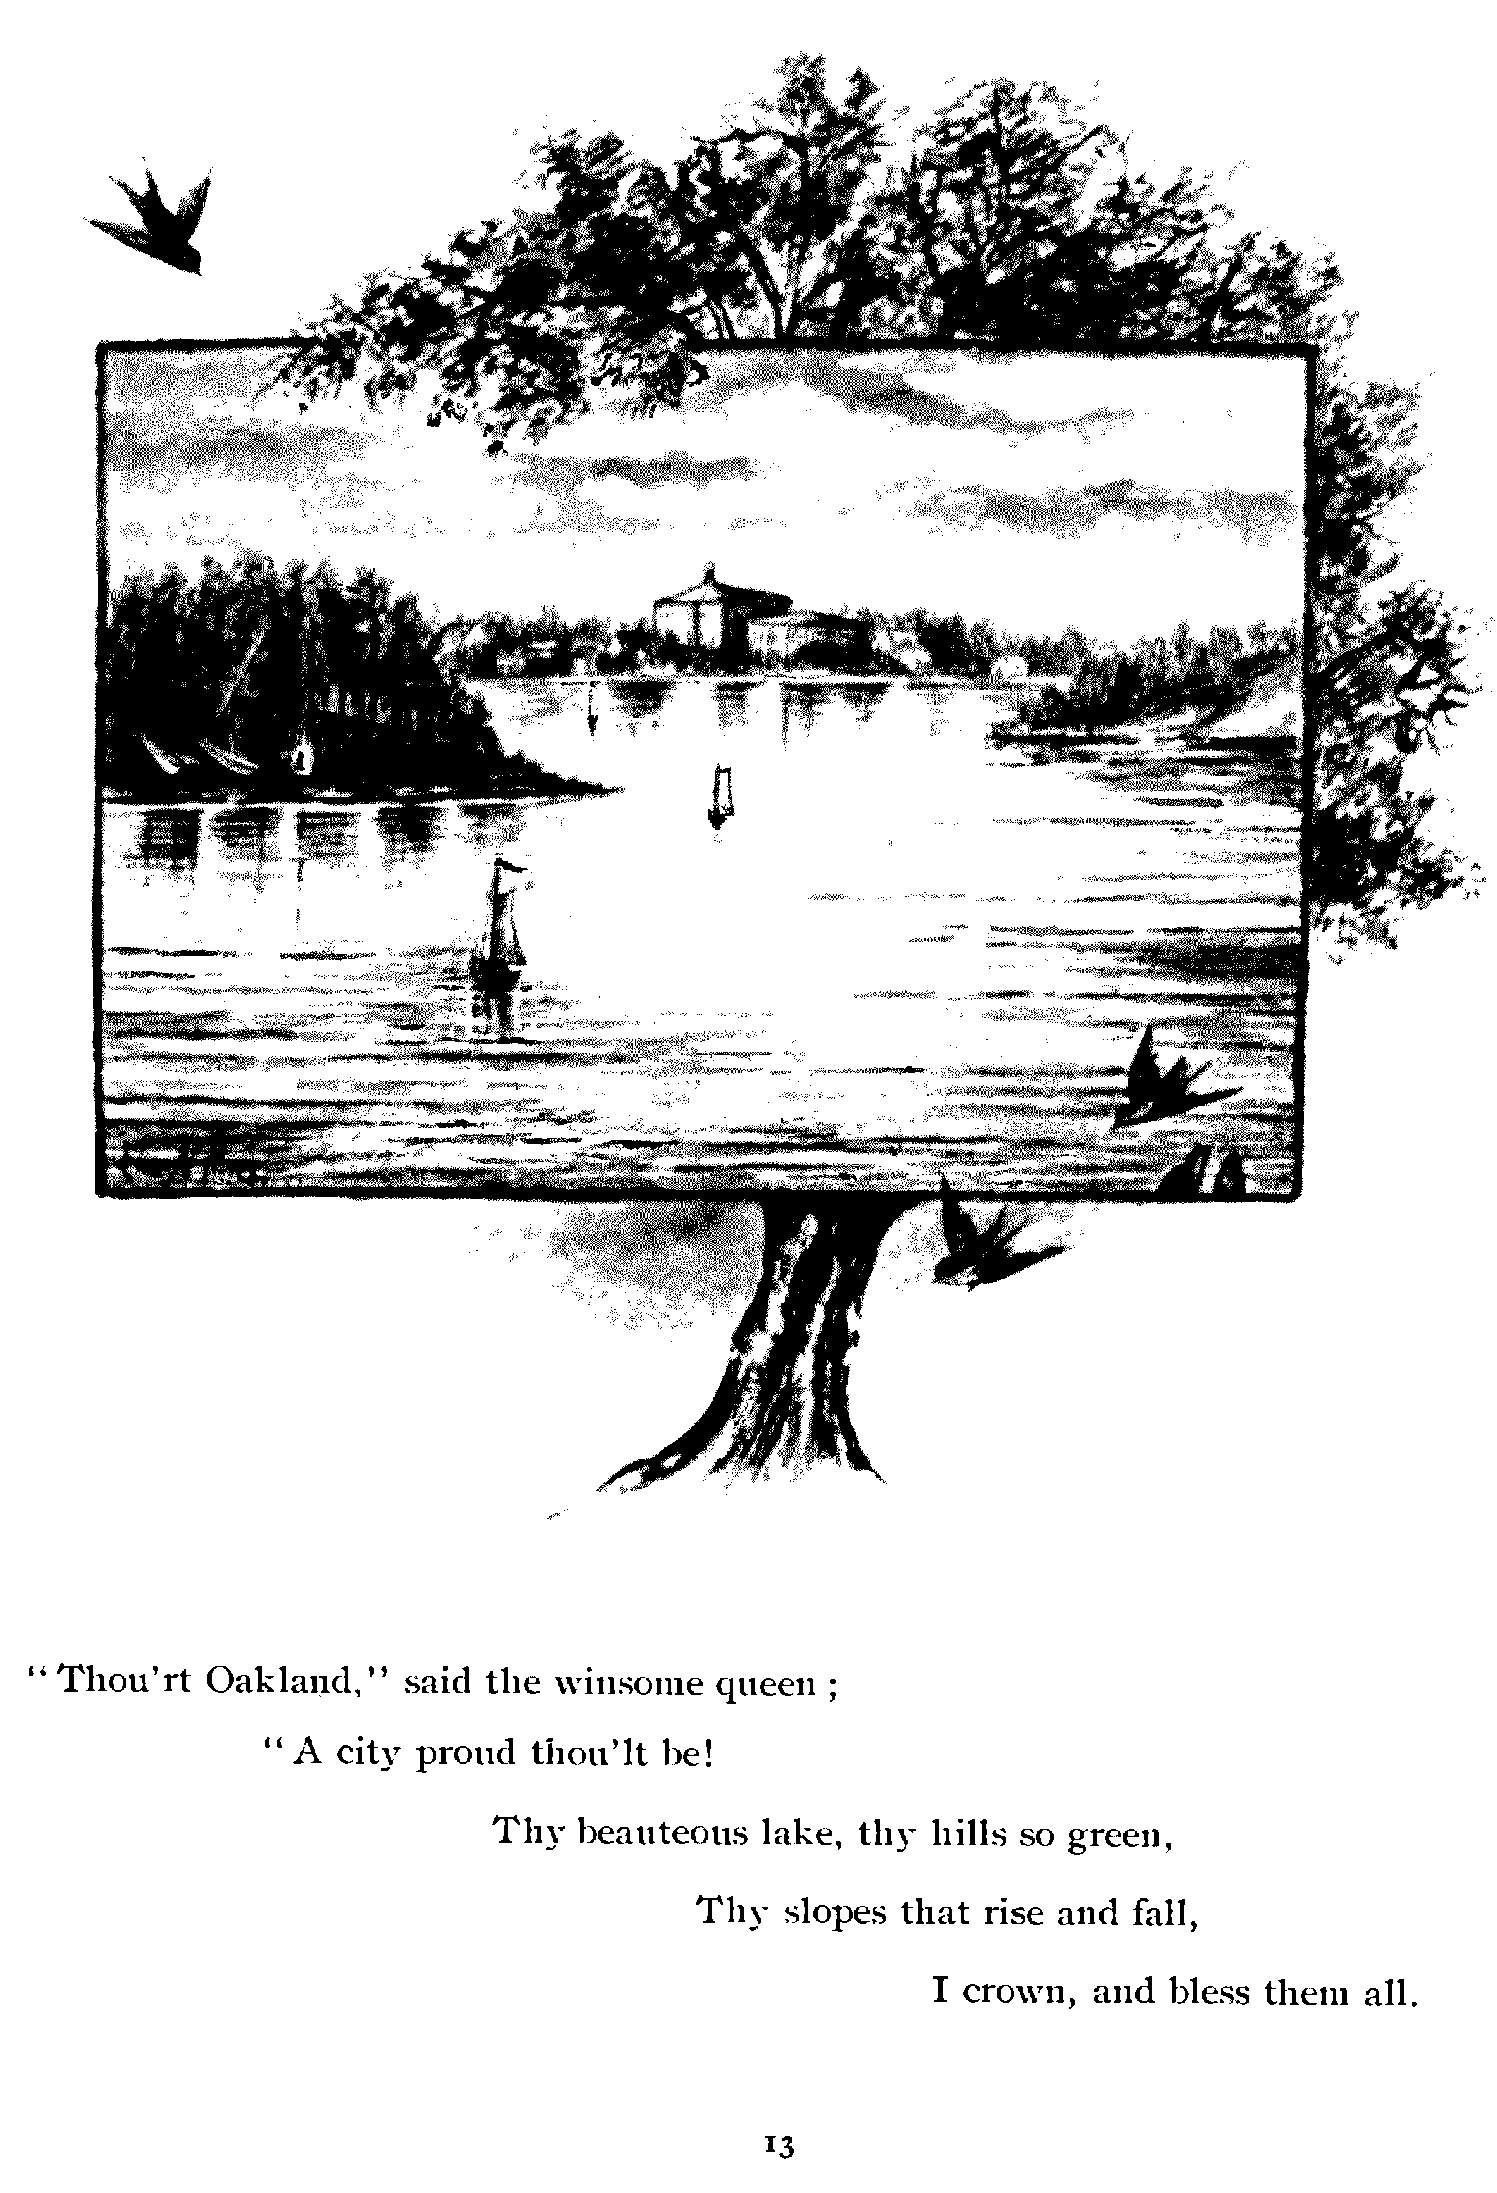 “Thou’rt Oakland,” said the winsome queen ;
“A city proud thou’lt be!
Thy beauteous lake, thy hills so green,
Thy slopes that rise and fall,
I crown, and bless them all.
13